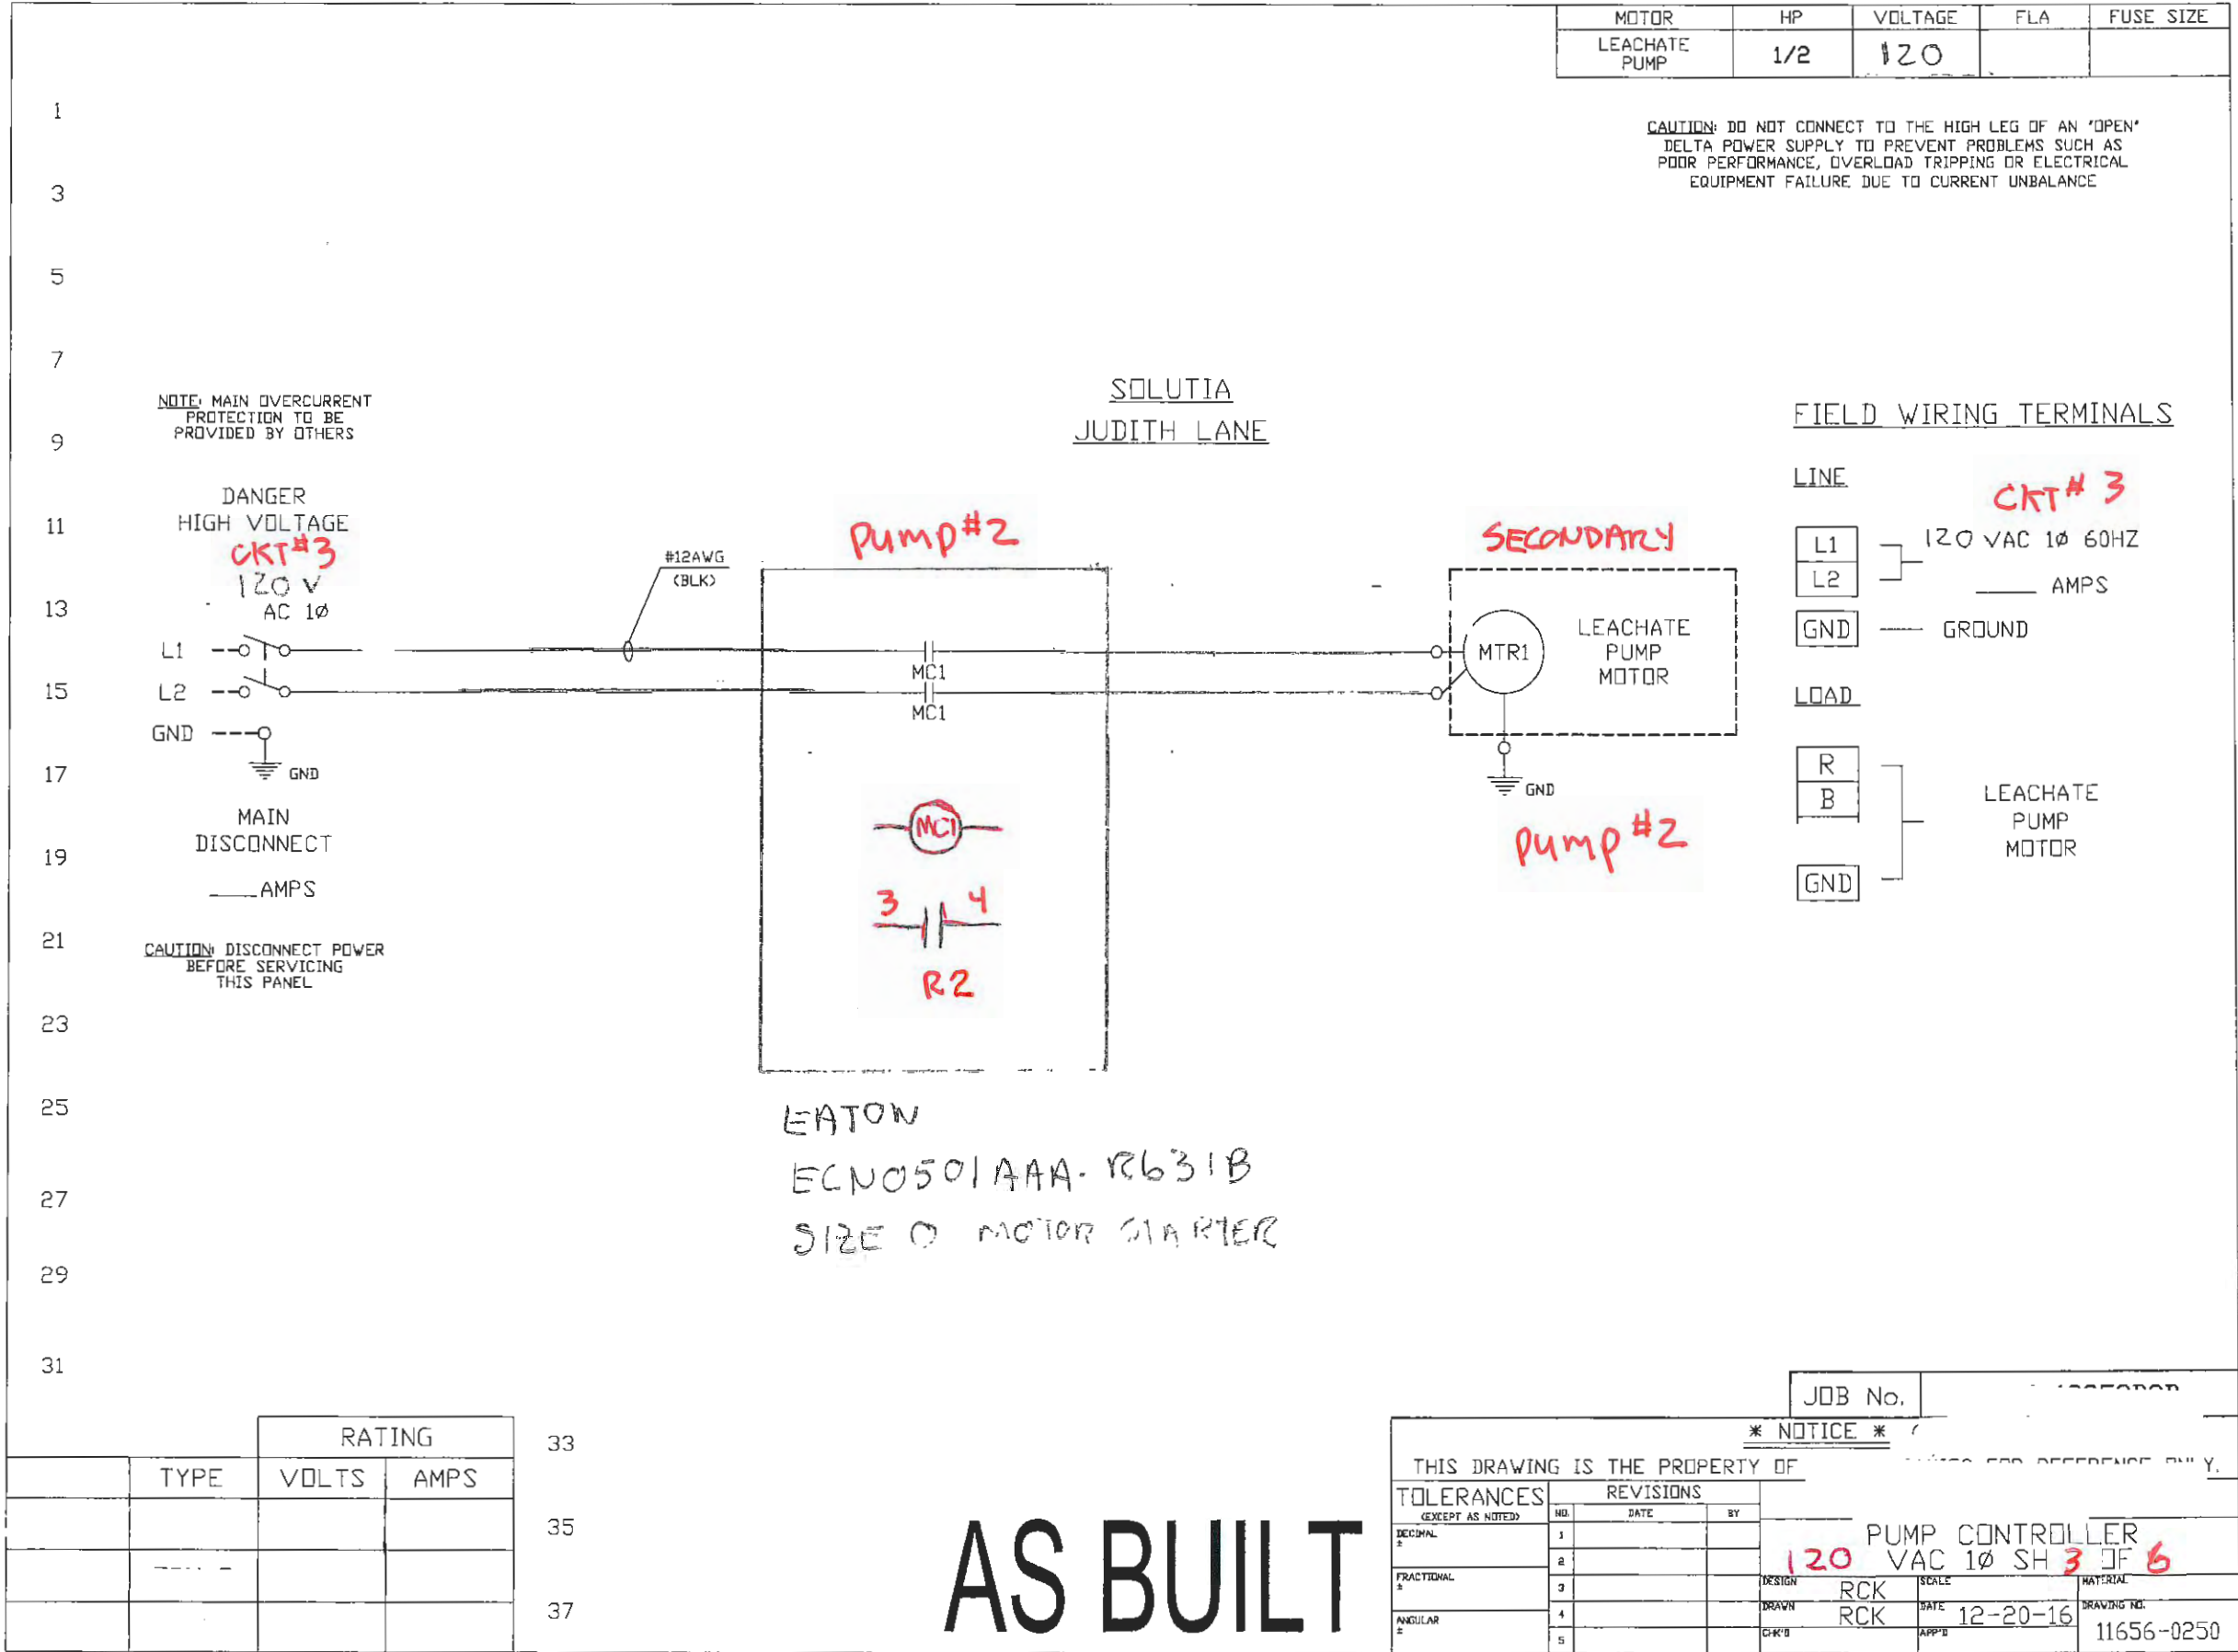 MOTOR HP VOLTAGE FLA FUSE SIZE
LEACHATE
PUMP
1/2 120
CAUTION: DO NOT CONNECT TO THE HIGH LEG OF AN "OPEN"
DELTA POWER SUPPLY TO PREVENT PROBLEMS SUCH AS
POOR PERFORMANCE, OVERLOAD TRIPPING OR ELECTRICAL
EQUIPMENT FAILURE DUE TO CURRENT UNBALANCE
1
3
5
7
9
11
13
15
17
19
21
23
25
27
29
31
33
35
37
NOTE: MAIN OVERCURRENT
PROTECTION TO BE
PROVIDED BY OTHERS
DANGER
HIGH VOLTAGE
CKT#3
120 V
AC 1Ø
L1
L2
GND
GND
MAIN
DISCONNECT
___ AMPS
CAUTION: DISCONNECT POWER
BEFORE SERVICING
THIS PANEL
#12AWG
(BLK)
SOLUTIA
JUDITH LANE
Pump#2
MC1
MC1
MC1
3 4
R2
EATON
ECN0501AAA-R631B
SIZE 0 MOTOR STARTER
SECONDARY
MTR1
LEACHATE
PUMP
MOTOR
GND
Pump #2
FIELD WIRING TERMINALS
LINE
CKT# 3
L1
L2
120 VAC 1Ø 60HZ
___ AMPS
GND GROUND
LOAD
R
B
GND
LEACHATE
PUMP
MOTOR
RATING
TYPE VOLTS AMPS
AS BUILT
JOB No.
* NOTICE *
THIS DRAWING IS THE PROPERTY OF
TOLERANCES
(EXCEPT AS NOTED)
DECIMAL
±
FRACTIONAL
±
ANGULAR
±
REVISIONS
NO. DATE BY
1
2
3
4
5
PUMP CONTROLLER
120 VAC 1Ø SH 3 OF 6
DESIGN RCK SCALE MATERIAL
DRAWN RCK DATE 12-20-16 DRAWING NO.
CHK'D APP'D 11656-0250